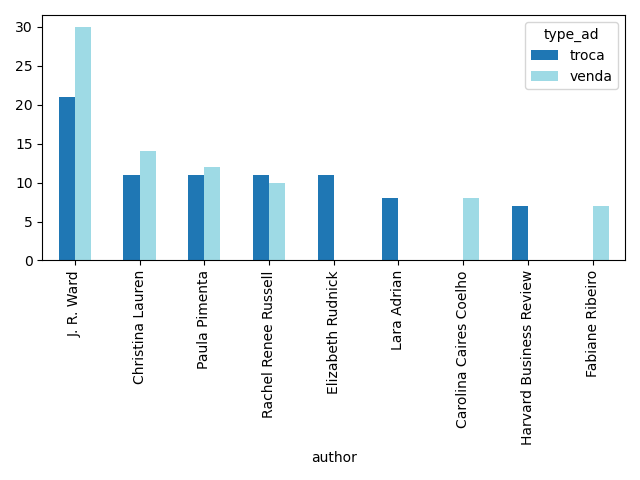 30
25
20
15
10
5
0
type_ad
troca
venda
J. R. Ward
Christina Lauren
Paula Pimenta
Rachel Renee Russell
Elizabeth Rudnick
Lara Adrian
Carolina Caires Coelho
Harvard Business Review
Fabiane Ribeiro
author